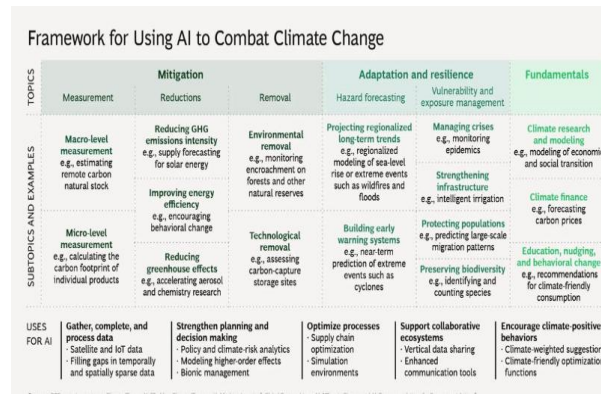 Framework for Using AI to Combat Climate Change
TOPICS
Mitigation
Adaptation and resilience
Fundamentals
Measurement
Reductions
Removal
Hazard forecasting
Vulnerability and
exposure management
SUBTOPICS AND EXAMPLES
Macro-level
measurement
e.g., estimating
remote carbon
natural stock
Micro-level
measurement
e.g., calculating the
carbon footprint of
individual products
Reducing GHG
emissions intensity
e.g., supply forecasting
for solar energy
Improving energy
efficiency
e.g., encouraging
behavioral change
Reducing
greenhouse effects
e.g., accelerating aerosol
and chemistry research
Environmental
removal
e.g., monitoring
encroachment on
forests and other
natural reserves
Technological
removal
e.g., assessing
carbon-capture
storage sites
Projecting regionalized
long-term trends
e.g., regionalized
modeling of sea-level
rise or extreme events
such as wildfires and
floods
Building early
warning systems
e.g., near-term
prediction of extreme
events such as
cyclones
Managing crises
e.g., monitoring
epidemics
Strengthening
infrastructure
e.g., intelligent irrigation
Protecting populations
e.g., predicting large-scale
migration patterns
Preserving biodiversity
e.g., identifying and
counting species
Climate research
and modeling
e.g., modeling of economic
and social transition
Climate finance
e.g., forecasting
carbon prices
Education, nudging,
and behavioral change
e.g., recommendations
for climate-friendly
consumption
USES
FOR AI
Gather, complete, and
process data
· Satellite and IoT data
· Filling gaps in temporally
and spatially sparse data
Strengthen planning and
decision making
· Policy and climate-risk analytics
· Modeling higher-order effects
· Bionic management
Optimize processes
· Supply chain
optimization
· Simulation
environments
Support collaborative
ecosystems
· Vertical data sharing
· Enhanced
communication tools
Encourage climate-positive
behaviors
· Climate-weighted suggestion
· Climate-friendly optimization
functions